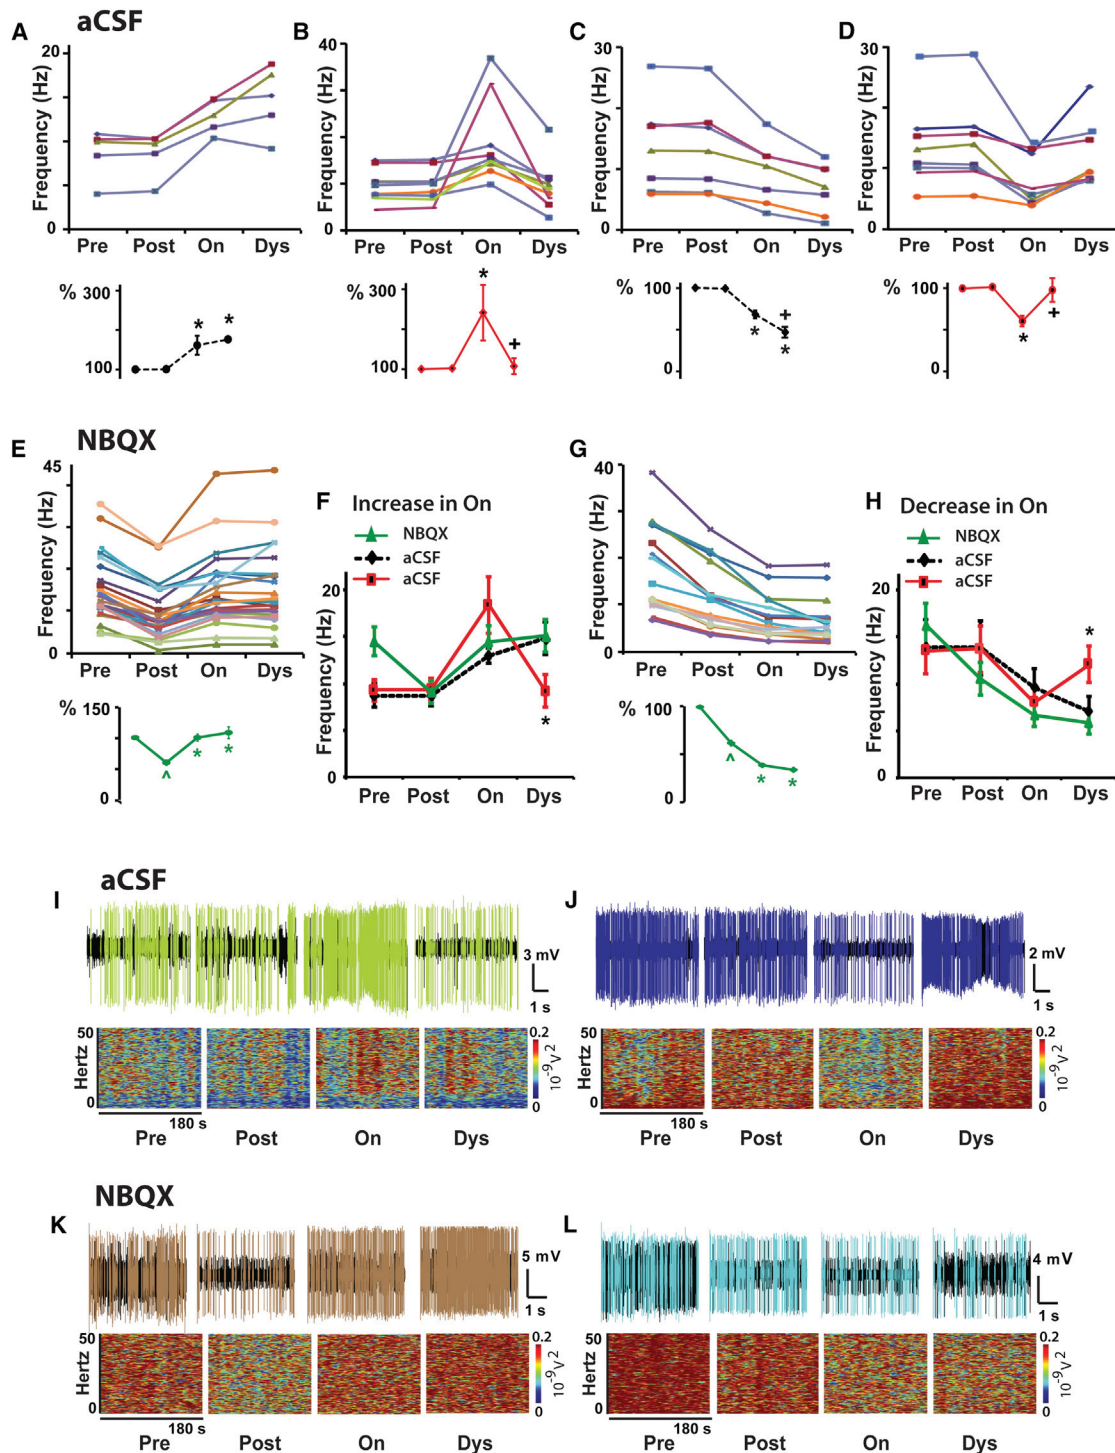 aCSF
A B C D
20 40 30 30
Frequency (Hz) Frequency (Hz) Frequency (Hz) Frequency (Hz)
0 0 0 0
Pre Post On Dys Pre Post On Dys Pre Post On Dys Pre Post On Dys
% 300 % 300 % 100 % 100
* * * + + * * * +
100 100 0 0
NBQX
E F G H
45 Increase in On 40 Decrease in On
NBQX NBQX
aCSF aCSF
aCSF aCSF
Frequency (Hz) Frequency (Hz) Frequency (Hz) Frequency (Hz)
20 20
0 0 0 0
* *
Pre Post On Dys Pre Post On Dys Pre Post On Dys Pre Post On Dys
% 150 % 100
^ * * ^ * *
0 0
aCSF
I J
3 mV 2 mV
1 s 1 s
50 0.2 50 0.2
Hertz 10-9V2 Hertz 10-9V2
0 0 0 0
180 s 180 s
Pre Post On Dys Pre Post On Dys
NBQX
K L
5 mV 4 mV
1 s 1 s
50 0.2 50 0.2
Hertz 10-9V2 Hertz 10-9V2
0 0 0 0
180 s 180 s
Pre Post On Dys Pre Post On Dys